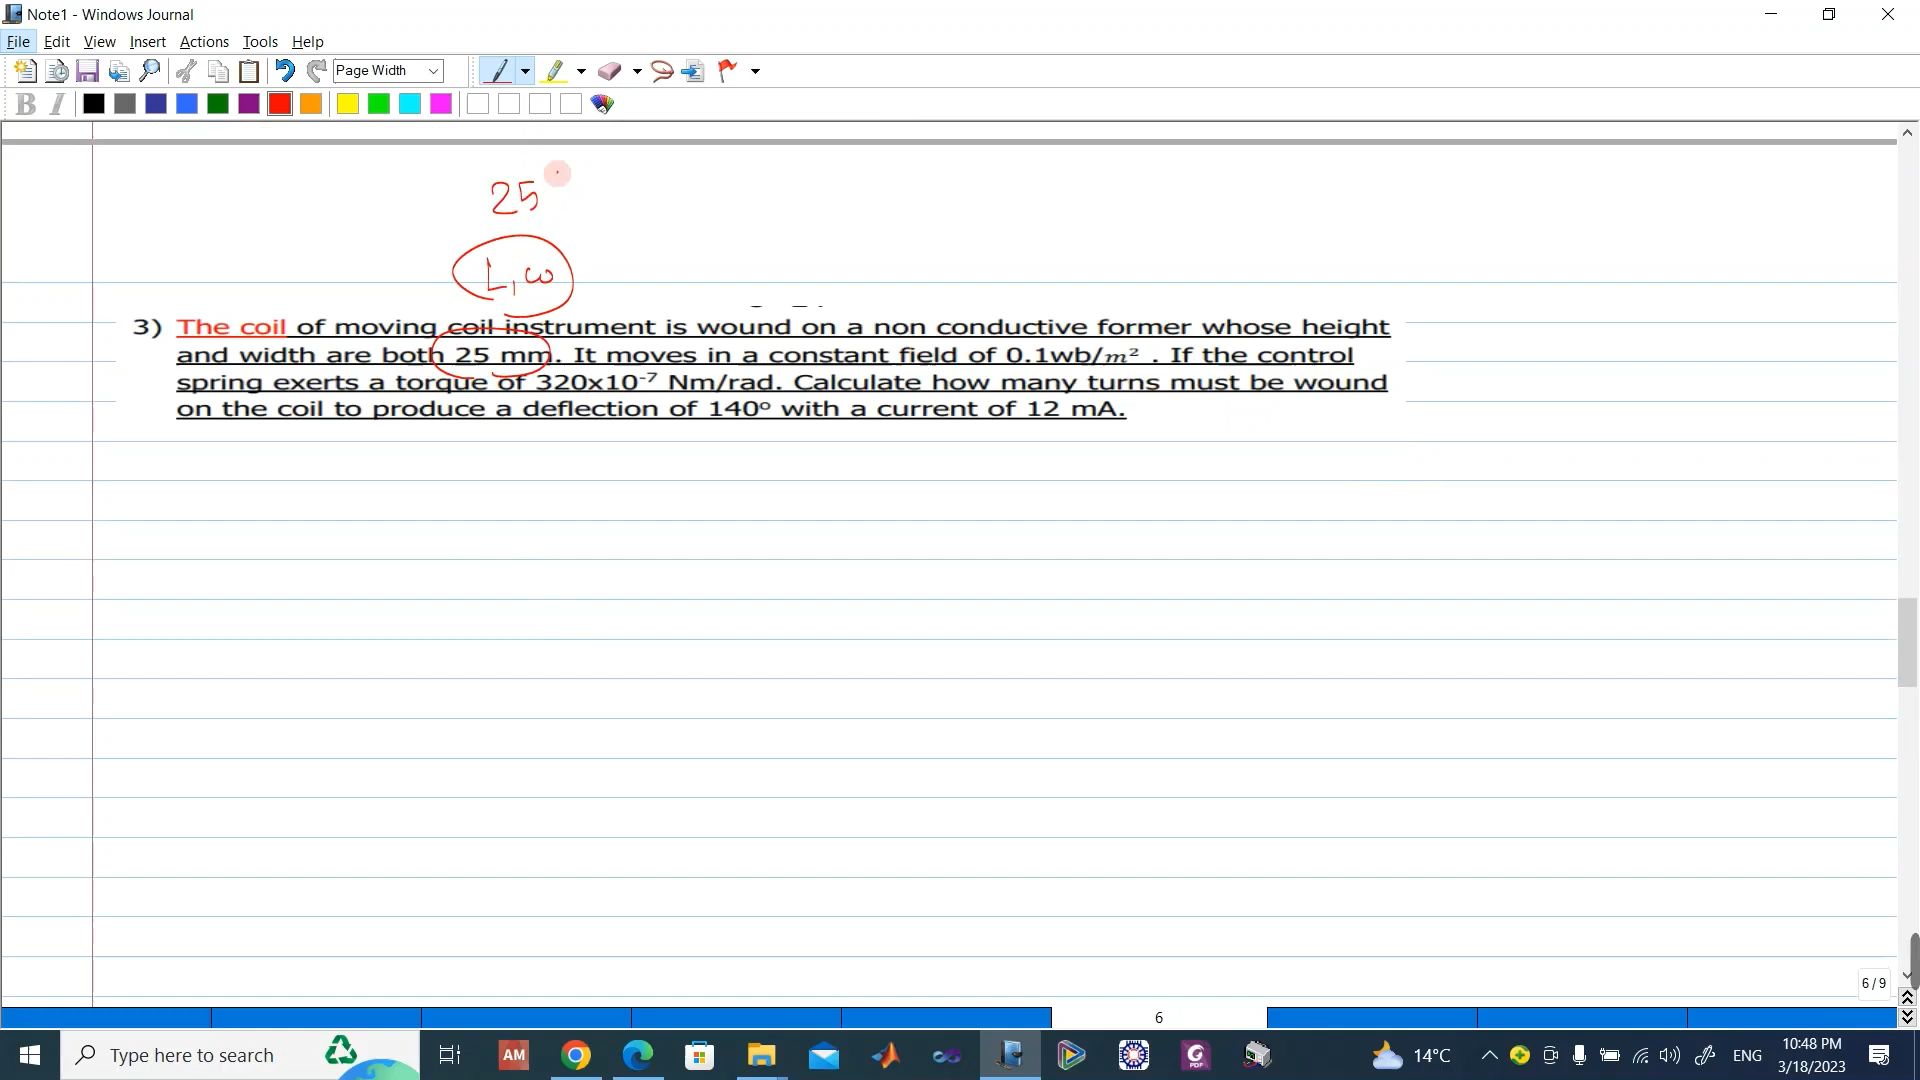 Note1 - Windows Journal
File Edit View Insert Actions Tools Help
Page Width
B I
25
L, ω
3) The coil of moving coil instrument is wound on a non conductive former whose height
and width are both 25 mm. It moves in a constant field of 0.1wb/m² . If the control
spring exerts a torque of 320x10⁻⁷ Nm/rad. Calculate how many turns must be wound
on the coil to produce a deflection of 140º with a current of 12 mA.
6 / 9
6
Type here to search
AM
PDF
14°C
ENG
10:48 PM
3/18/2023